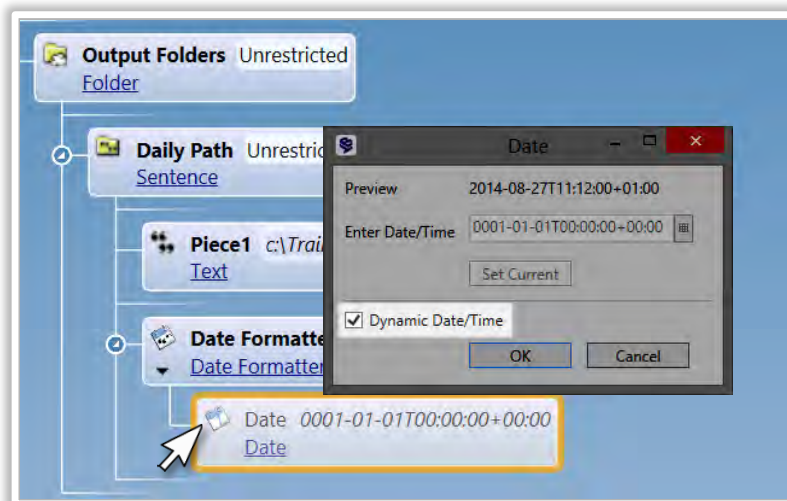 Output Folders Unrestricted
Folder
Daily Path Unrestric
Sentence
Piece1 c:\Trai
Text
Date Formatte
Date Formatter
Date 0001-01-01T00:00:00+00:00
Date
Date
Preview 2014-08-27T11:12:00+01:00
Enter Date/Time 0001-01-01T00:00:00+00:00
Set Current
Dynamic Date/Time
OK Cancel